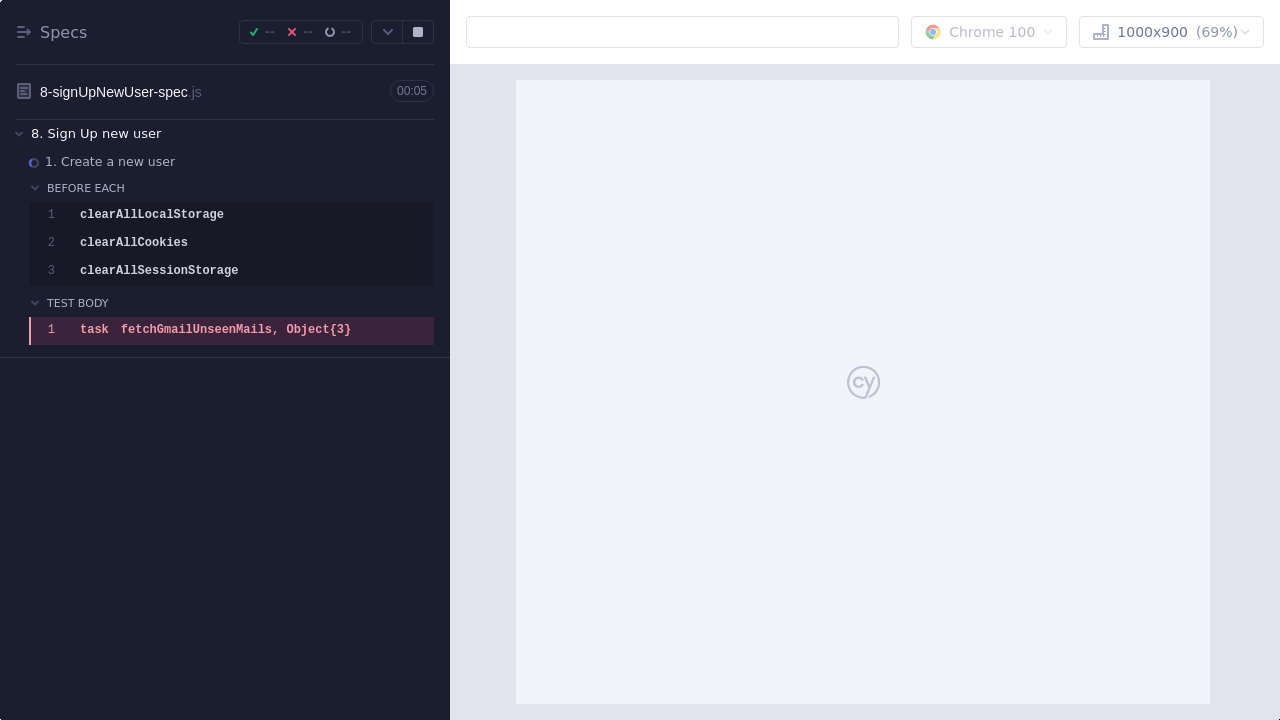 Specs
--
--
--
8-signUpNewUser-spec.js
00:05
8. Sign Up new user
1. Create a new user
BEFORE EACH
1 clearAllLocalStorage
2 clearAllCookies
3 clearAllSessionStorage
TEST BODY
1 task fetchGmailUnseenMails, Object{3}
Chrome 100
1000x900 (69%)
cy